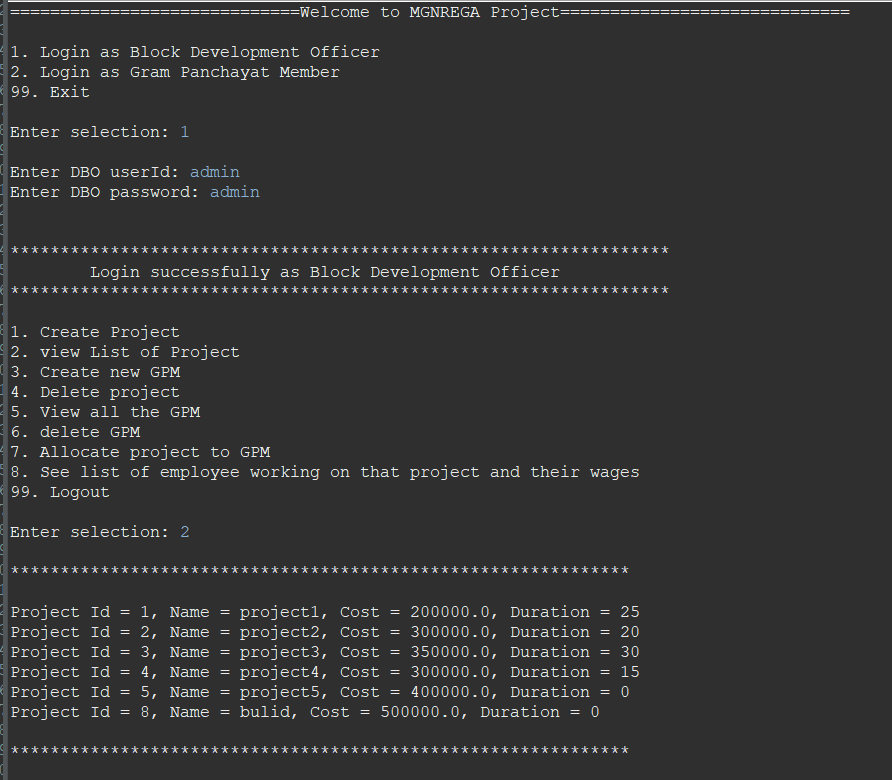 =============================Welcome to MGNREGA Project=============================
1. Login as Block Development Officer
2. Login as Gram Panchayat Member
99. Exit
Enter selection: 1
Enter DBO userId: admin
Enter DBO password: admin
******************************************************************
Login successfully as Block Development Officer
******************************************************************
1. Create Project
2. view List of Project
3. Create new GPM
4. Delete project
5. View all the GPM
6. delete GPM
7. Allocate project to GPM
8. See list of employee working on that project and their wages
99. Logout
Enter selection: 2
**************************************************************
Project Id = 1, Name = project1, Cost = 200000.0, Duration = 25
Project Id = 2, Name = project2, Cost = 300000.0, Duration = 20
Project Id = 3, Name = project3, Cost = 350000.0, Duration = 30
Project Id = 4, Name = project4, Cost = 300000.0, Duration = 15
Project Id = 5, Name = project5, Cost = 400000.0, Duration = 0
Project Id = 8, Name = bulid, Cost = 500000.0, Duration = 0
**************************************************************